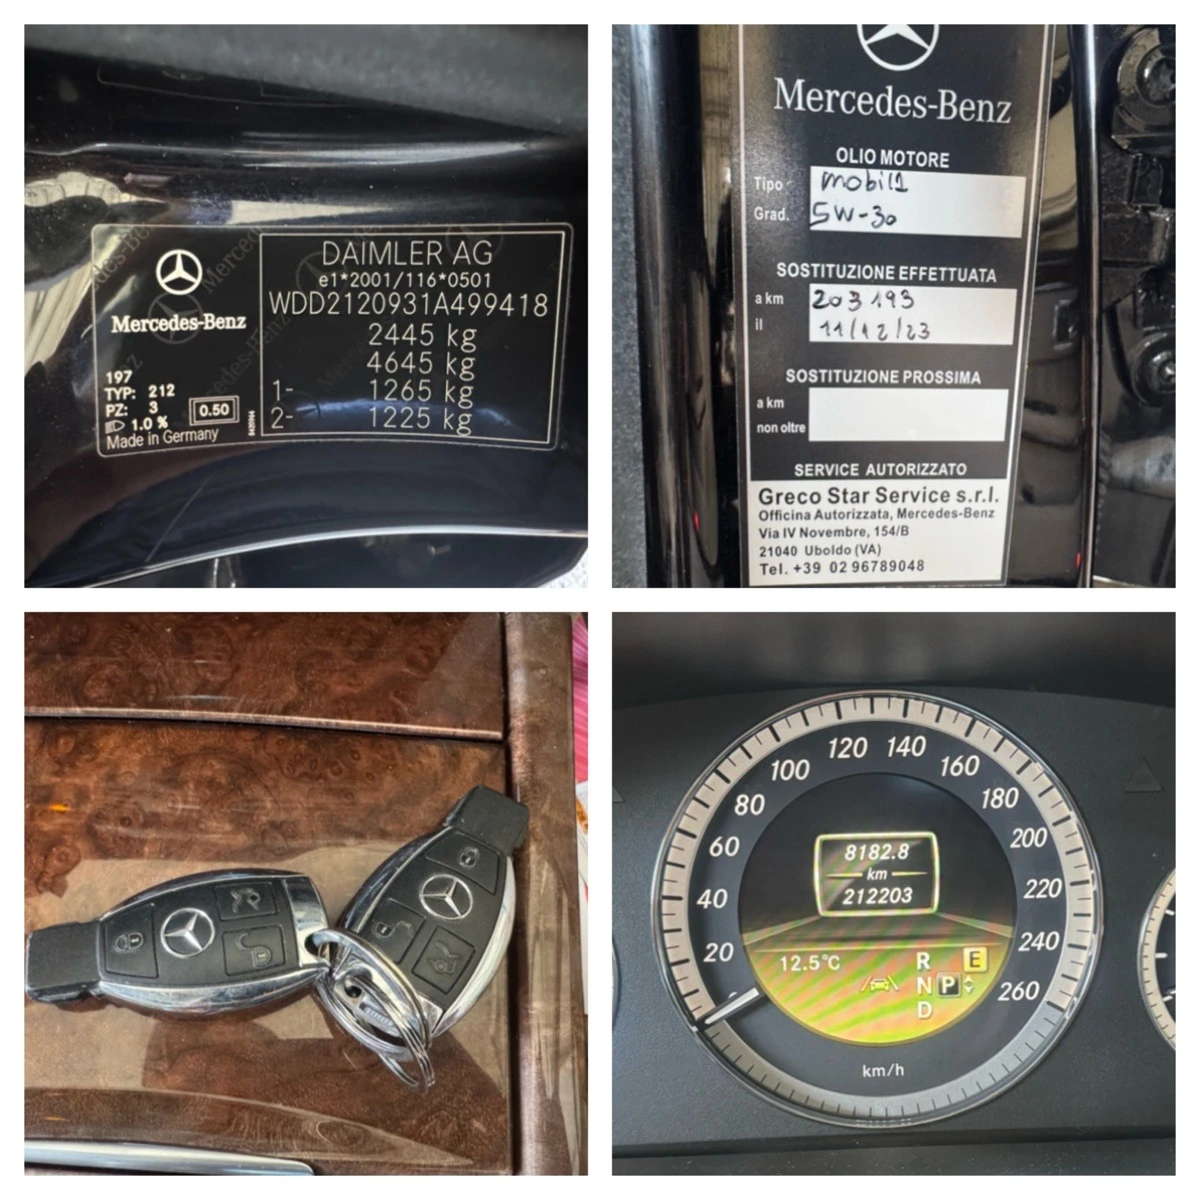 DAIMLER AG
e1*2001/116*0501
WDD2120931A499418
2445 kg
4645 kg
1- 1265 kg
2- 1225 kg
Mercedes-Benz
197
TYP: 212
PZ: 3
1.0 %
0.50
Made in Germany
Mercedes-Benz
OLIO MOTORE
Tipo mobil1
Grad. 5W-30
SOSTITUZIONE EFFETTUATA
a km 203193
il 11/12/23
SOSTITUZIONE PROSSIMA
a km
non oltre
SERVICE AUTORIZZATO
Greco Star Service s.r.l.
Officina Autorizzata, Mercedes-Benz
Via IV Novembre, 154/B
21040 Uboldo (VA)
Tel. +39 02 96789048
120 140
100 160
80 180
60 200
40 220
20 240
260
8182.8
km
212203
12.5°C
R
N P
D
E
km/h